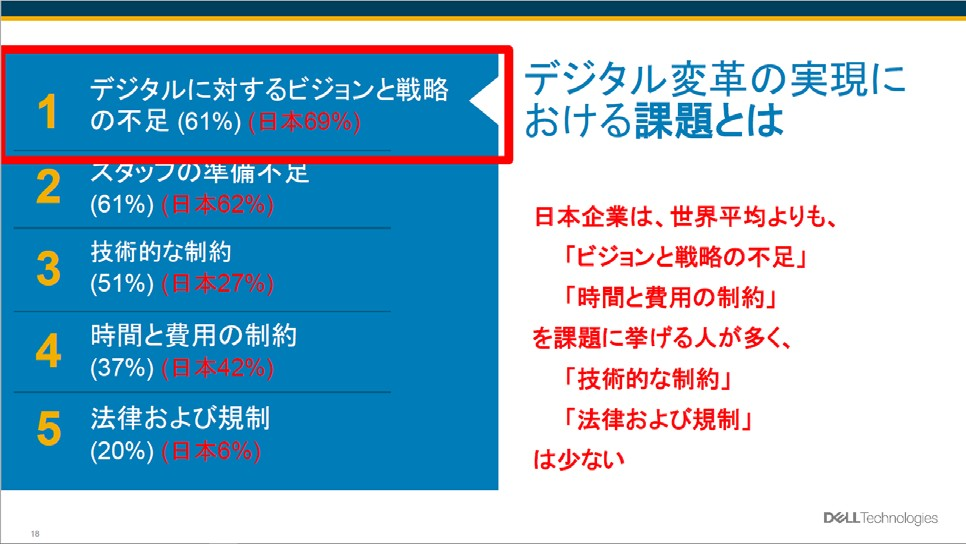 1
デジタルに対するビジョンと戦略
の不足 (61%) (日本69%)
2
スタッフの準備不足
(61%) (日本62%)
3
技術的な制約
(51%) (日本27%)
4
時間と費用の制約
(37%) (日本42%)
5
法律および規制
(20%) (日本6%)
デジタル変革の実現に
おける課題とは
日本企業は、世界平均よりも、
「ビジョンと戦略の不足」
「時間と費用の制約」
を課題に挙げる人が多く、
「技術的な制約」
「法律および規制」
は少ない
18
DELL Technologies